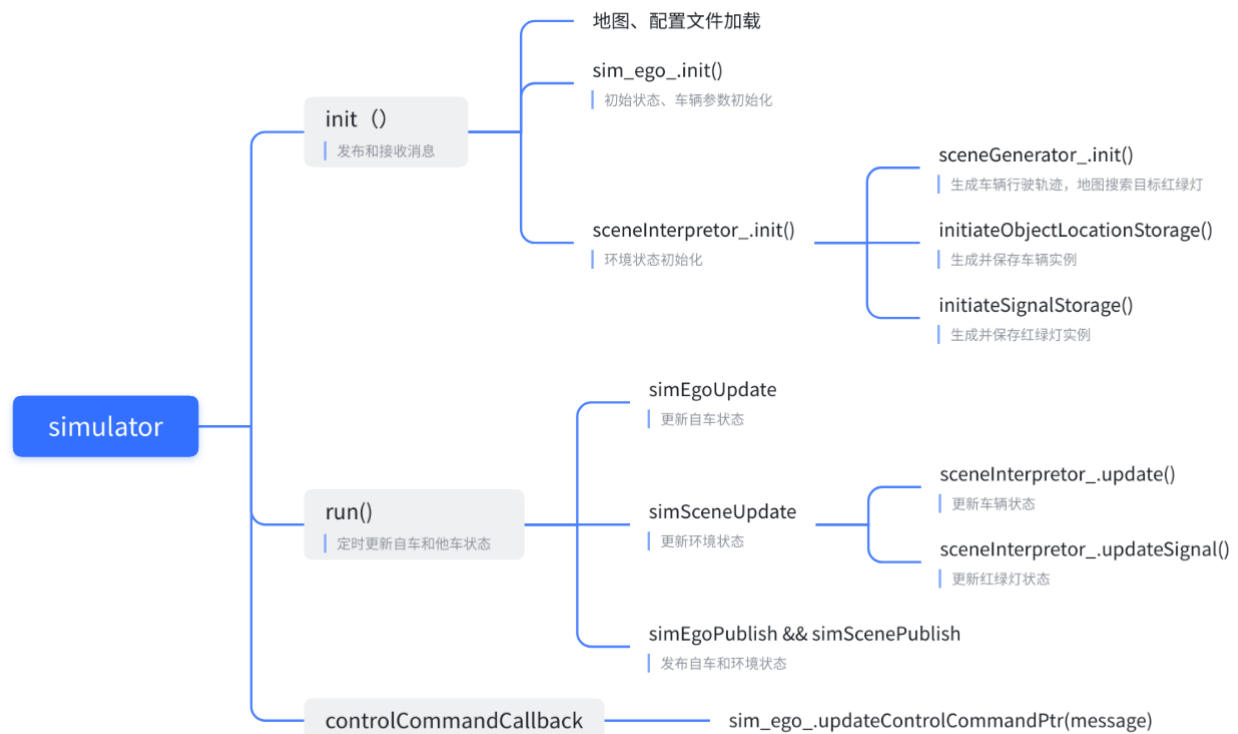 simulator
init（）
发布和接收消息
地图、配置文件加载
sim_ego_.init()
初始状态、车辆参数初始化
sceneInterpretor_.init()
环境状态初始化
sceneGenerator_.init()
生成车辆行驶轨迹，地图搜索目标红绿灯
initiateObjectLocationStorage()
生成并保存车辆实例
initiateSignalStorage()
生成并保存红绿灯实例
run()
定时更新自车和他车状态
simEgoUpdate
更新自车状态
simSceneUpdate
更新环境状态
sceneInterpretor_.update()
更新车辆状态
sceneInterpretor_.updateSignal()
更新红绿灯状态
simEgoPublish && simScenePublish
发布自车和环境状态
controlCommandCallback
sim_ego_.updateControlCommandPtr(message)